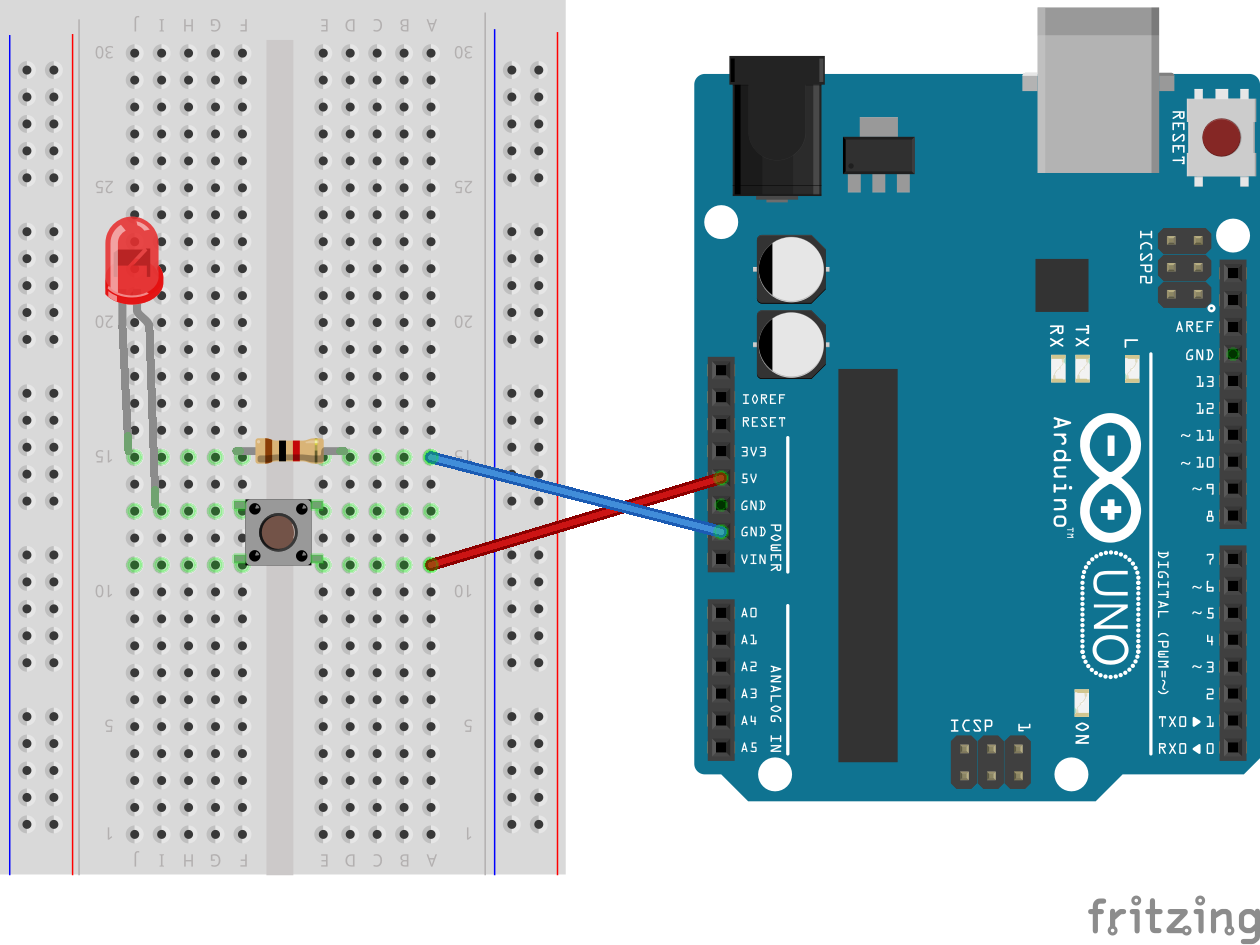 J I H G F E D C B A
30 30
25 25
20 20
15 15
10 10
5 5
1 1
J I H G F E D C B A
RESET
ICSP2
AREF
GND
13
12
~11
~10
~9
8
7
~6
~5
4
~3
2
TX0▶1
RX0◀0
DIGITAL (PWM=~)
RX
TX
L
Arduino™
UNO
IOREF
RESET
3V3
5V
GND
GND
VIN
POWER
A0
A1
A2
A3
A4
A5
ANALOG IN
ICSP
1
ON
fritzing